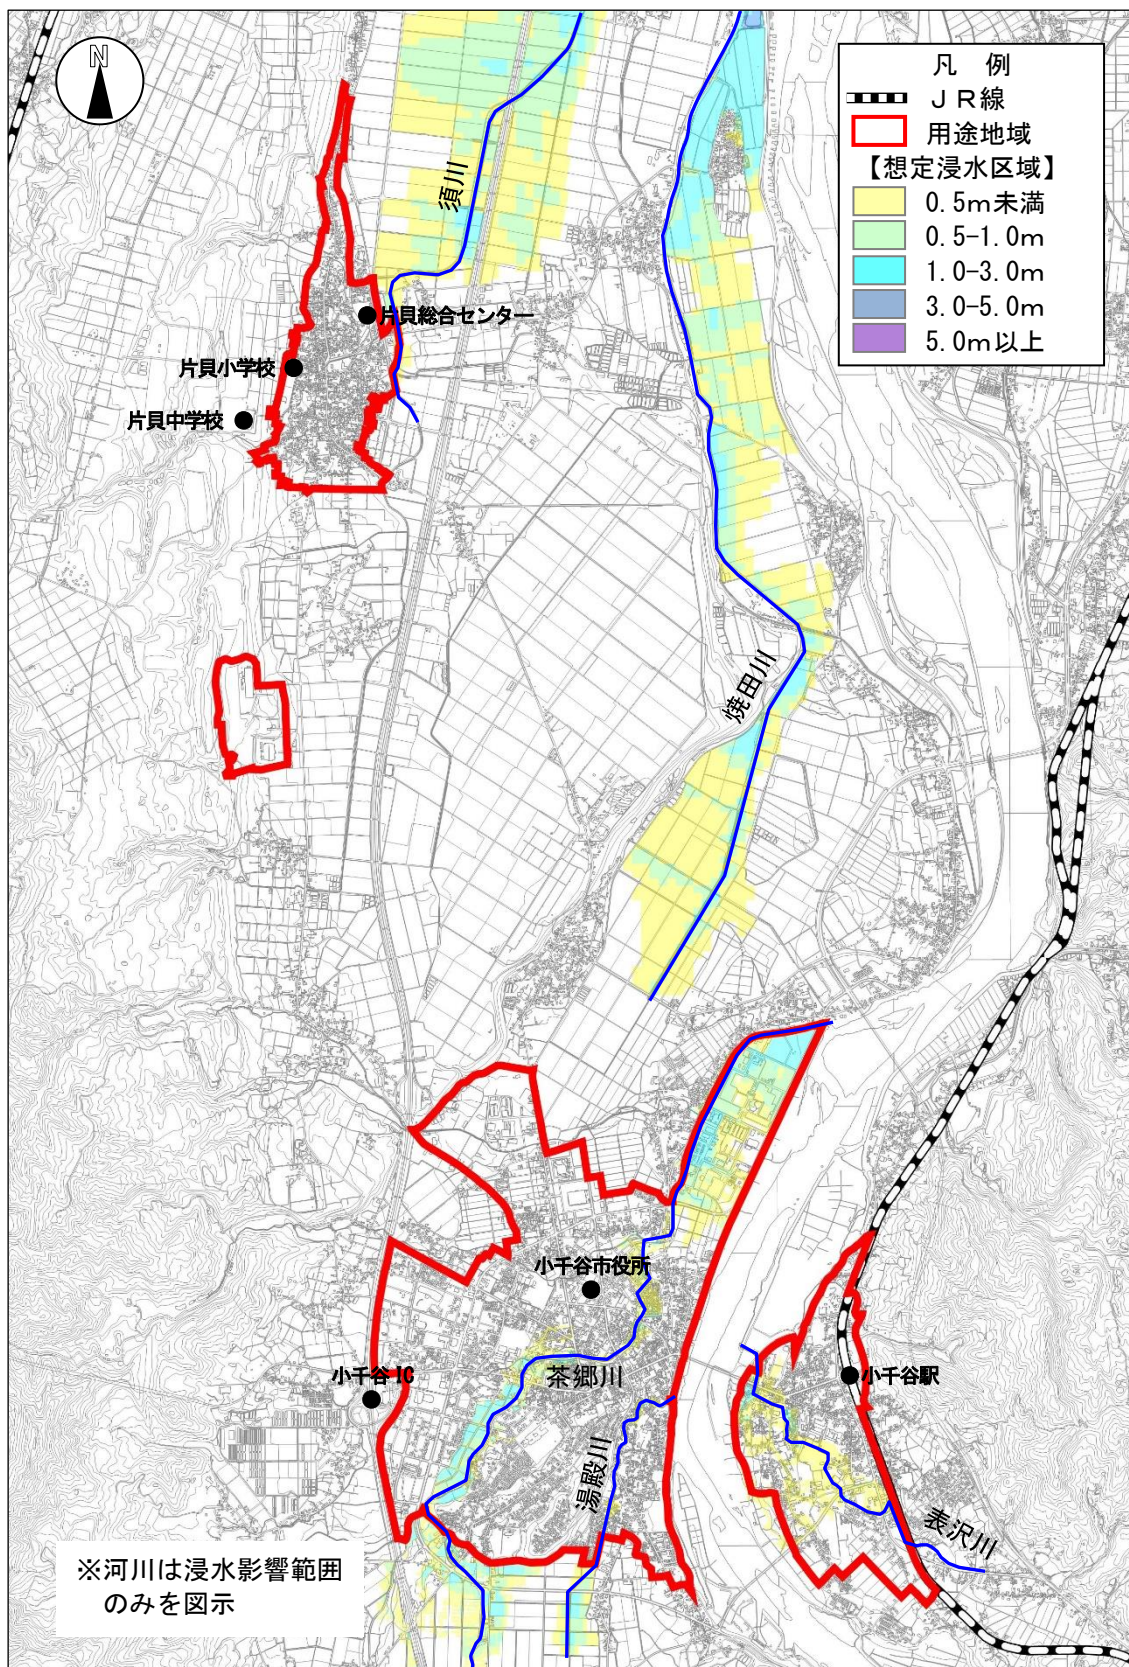 N
凡 例
ＪＲ線
用途地域
【想定浸水区域】
0.5m未満
0.5-1.0m
1.0-3.0m
3.0-5.0m
5.0m以上
須川
片貝総合センター
片貝小学校
片貝中学校
焼田川
小千谷市役所
小千谷IC
茶郷川
小千谷駅
湯殿川
表沢川
※河川は浸水影響範囲
のみを図示